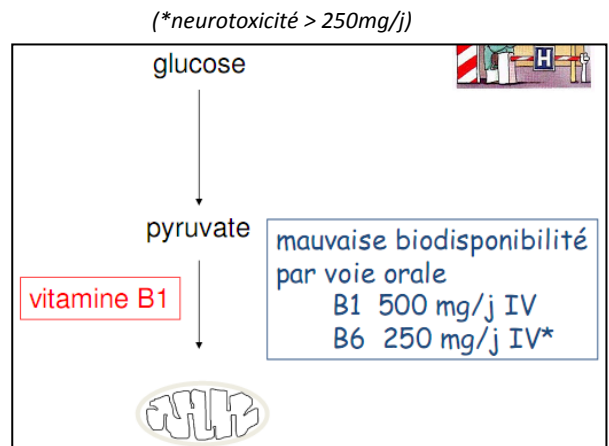 (*neurotoxicité > 250mg/j)
glucose
H
pyruvate
mauvaise biodisponibilité
par voie orale
B1 500 mg/j IV
B6 250 mg/j IV*
vitamine B1